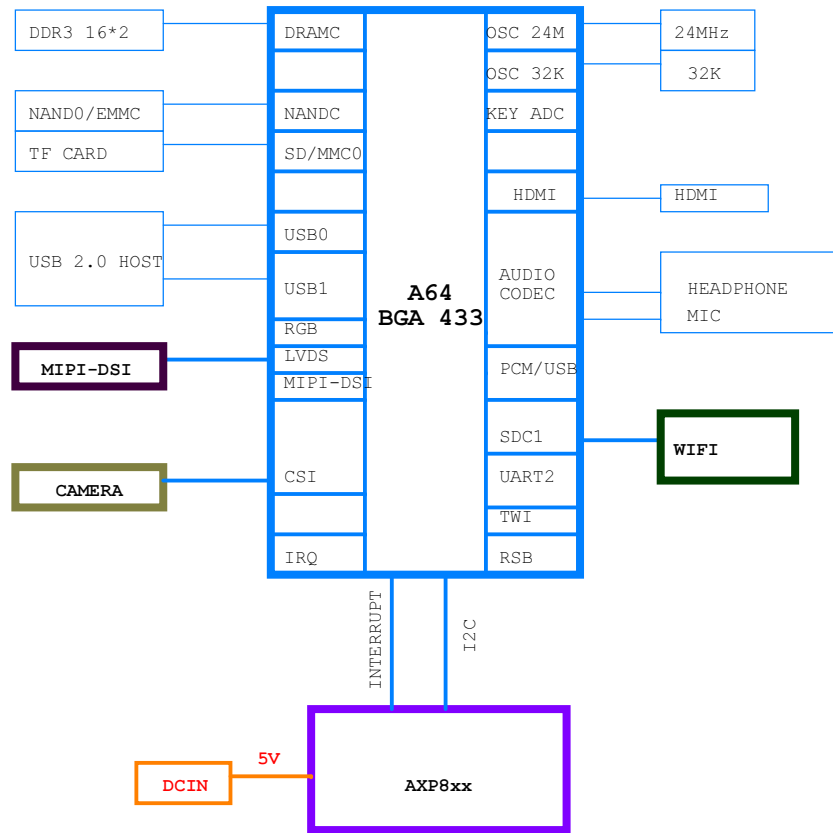 DDR3 16*2
DRAMC
OSC 24M
24MHz
OSC 32K
32K
NAND0/EMMC
NANDC
KEY ADC
TF CARD
SD/MMC0
HDMI
HDMI
USB0
USB 2.0 HOST
USB1
A64
BGA 433
AUDIO
CODEC
HEADPHONE
MIC
RGB
LVDS
MIPI-DSI
MIPI-DSI
PCM/USB
SDC1
WIFI
CAMERA
CSI
UART2
TWI
IRQ
RSB
INTERRUPT
I2C
5V
DCIN
AXP8xx